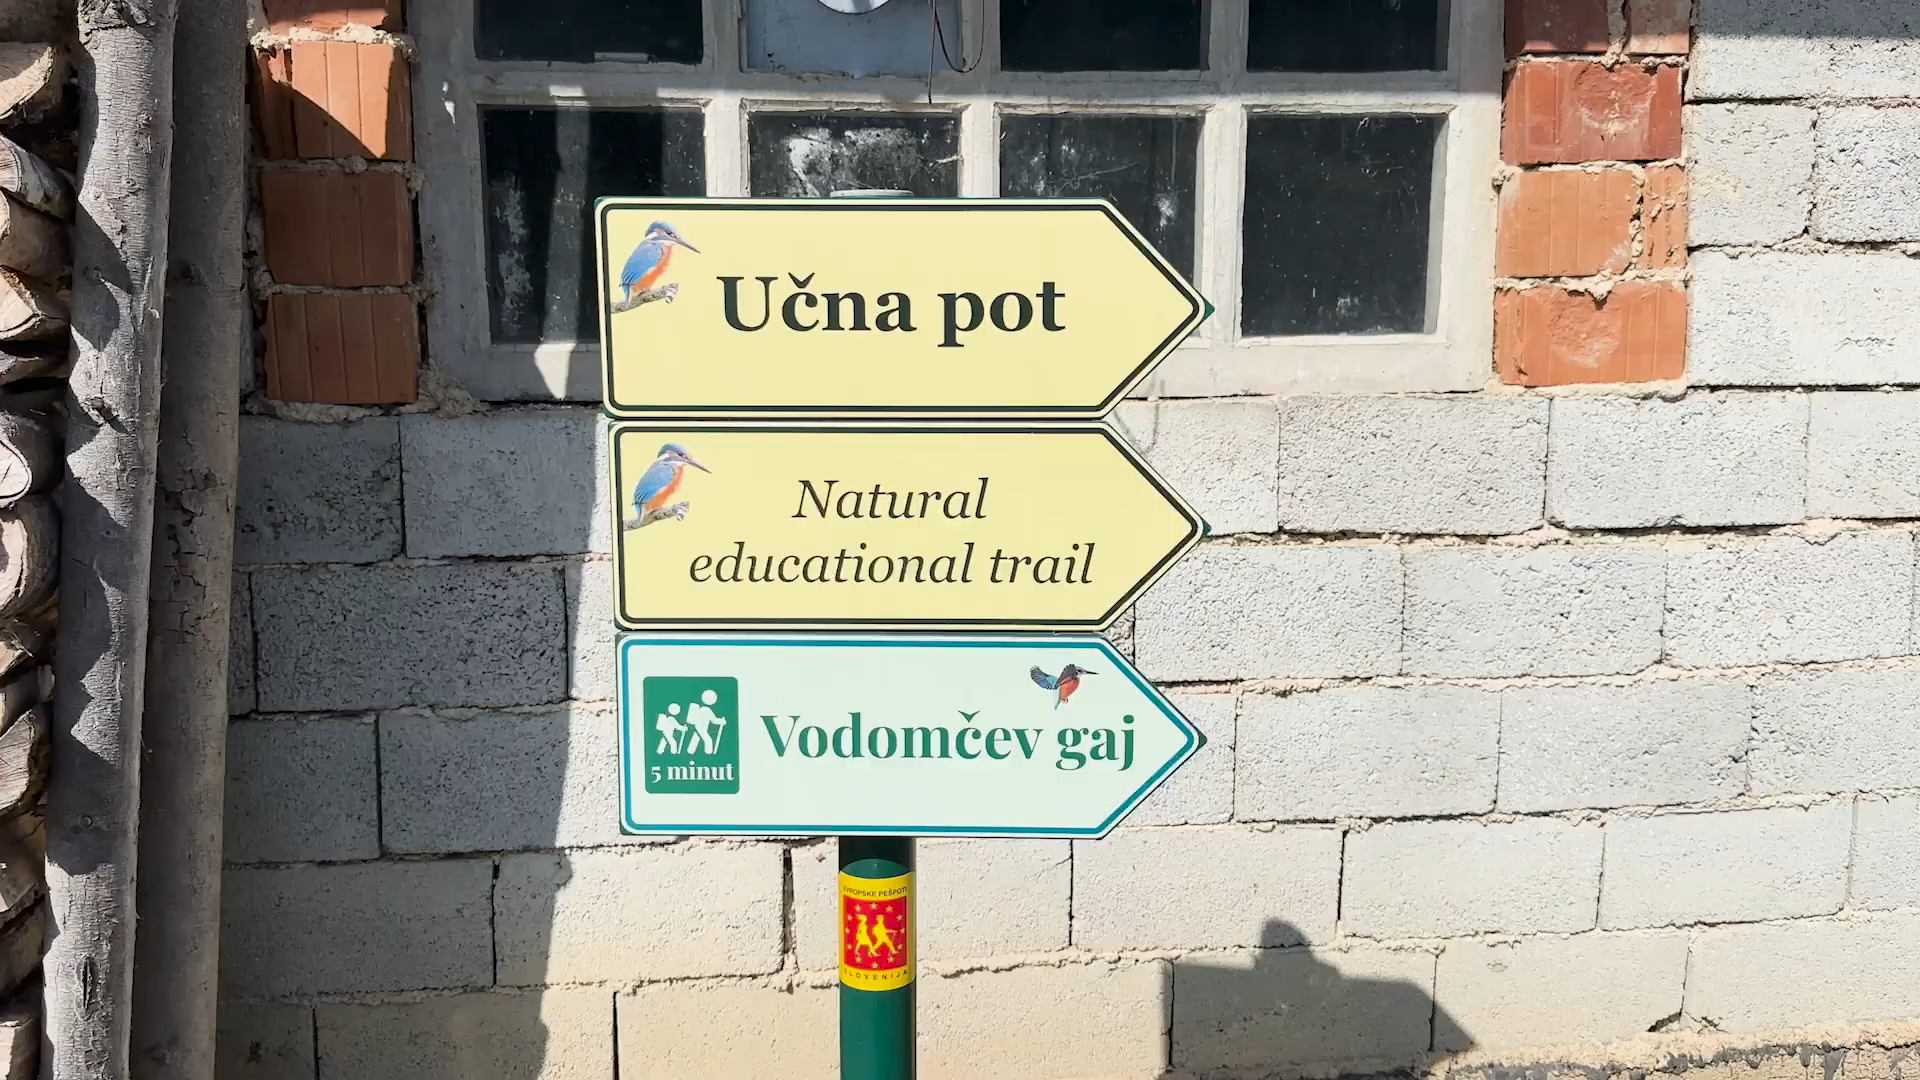 Učna pot
Natural
educational trail
5 minut
Vodomčev gaj
EVROPSKE PEŠPOTI
SLOVENIJA